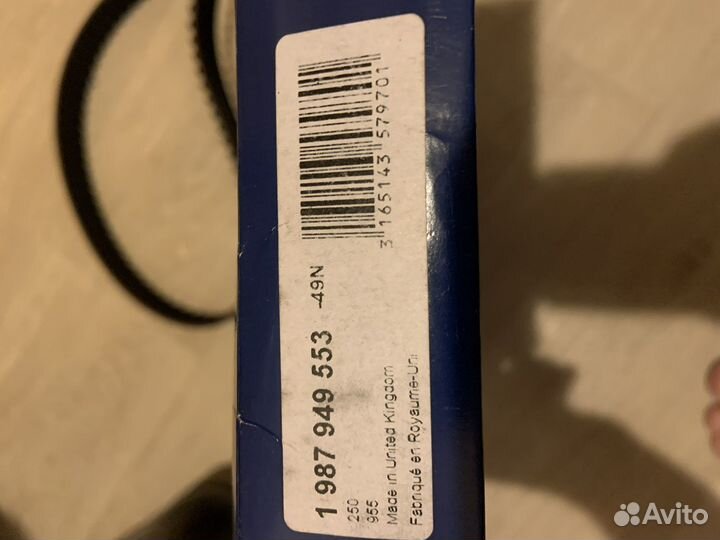 3 165143 579701
1 987 949 553 -49N
250
955
Made in United Kingdom
Fabriqué en Royaume-Uni
Avito